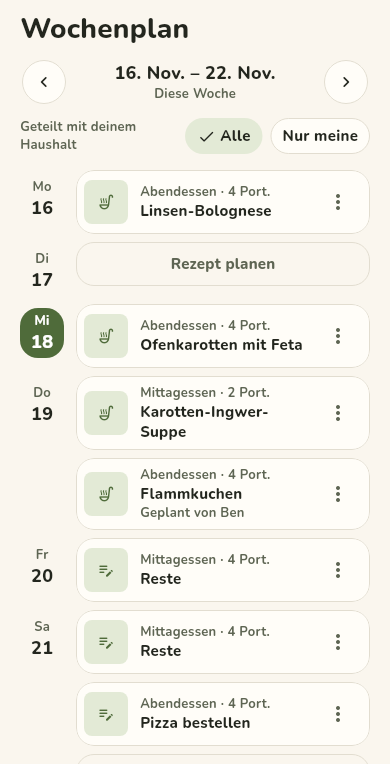 Wochenplan
16. Nov. – 22. Nov.
Diese Woche
Geteilt mit deinem
Haushalt
Alle
Nur meine
Mo
16
Abendessen · 4 Port.
Linsen-Bolognese
Di
17
Rezept planen
Mi
18
Abendessen · 4 Port.
Ofenkarotten mit Feta
Do
19
Mittagessen · 2 Port.
Karotten-Ingwer-
Suppe
Abendessen · 4 Port.
Flammkuchen
Geplant von Ben
Fr
20
Mittagessen · 4 Port.
Reste
Sa
21
Mittagessen · 4 Port.
Reste
Abendessen · 4 Port.
Pizza bestellen